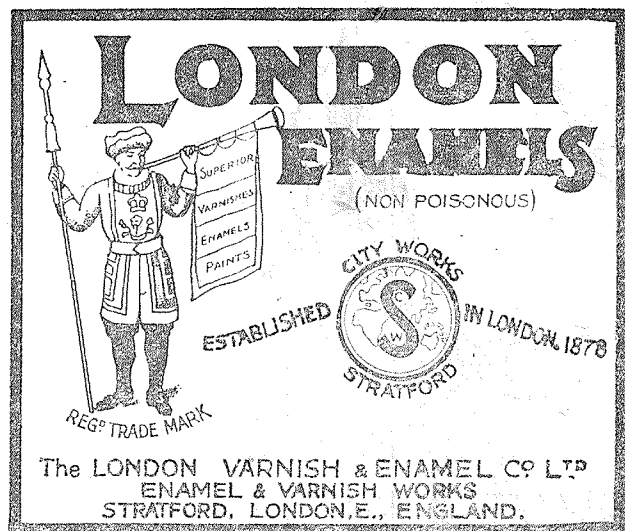 LONDON
ENAMELS
(NON POISONOUS)
SUPERIOR
VARNISHES
ENAMELS
PAINTS
CITY WORKS
ESTABLISHED
C
S
W
IN LONDON. 1878
STRATFORD
REGD. TRADE MARK
The LONDON VARNISH & ENAMEL CO. LTD
ENAMEL & VARNISH WORKS
STRATFORD, LONDON, E., ENGLAND.